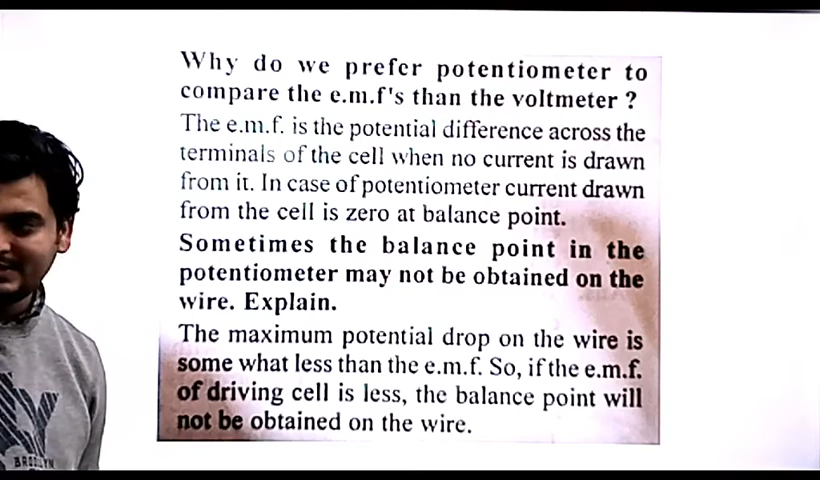 Why do we prefer potentiometer to
compare the e.m.f's than the voltmeter ?
The e.m.f. is the potential difference across the
terminals of the cell when no current is drawn
from it. In case of potentiometer current drawn
from the cell is zero at balance point.
Sometimes the balance point in the
potentiometer may not be obtained on the
wire. Explain.
The maximum potential drop on the wire is
some what less than the e.m.f. So, if the e.m.f.
of driving cell is less, the balance point will
not be obtained on the wire.
BROOKLYN